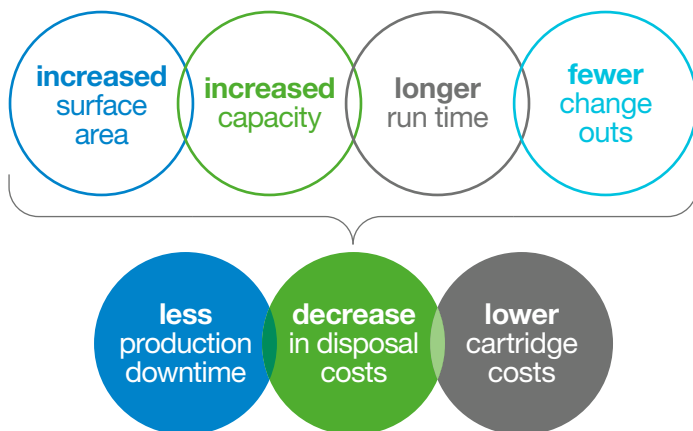 increased
surface
area
increased
capacity
longer
run time
fewer
change
outs
less
production
downtime
decrease
in disposal
costs
lower
cartridge
costs